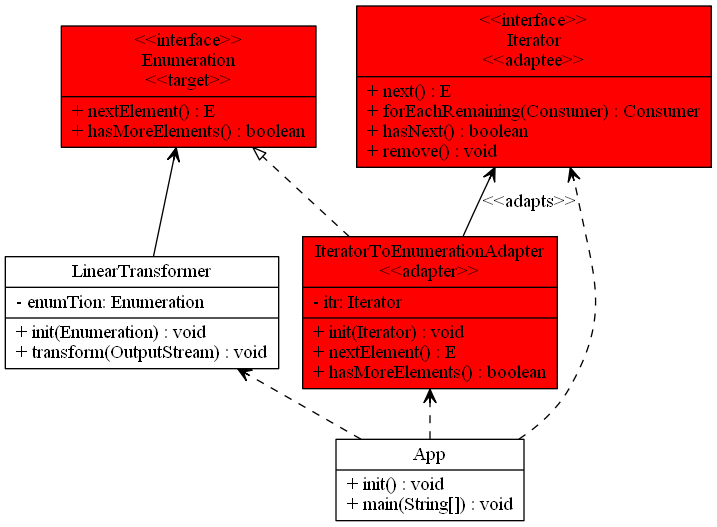 <<interface>>
Enumeration
<<target>>
+ nextElement() : E
+ hasMoreElements() : boolean
<<interface>>
Iterator
<<adaptee>>
+ next() : E
+ forEachRemaining(Consumer) : Consumer
+ hasNext() : boolean
+ remove() : void
<<adapts>>
LinearTransformer
- enumTion: Enumeration
+ init(Enumeration) : void
+ transform(OutputStream) : void
IteratorToEnumerationAdapter
<<adapter>>
- itr: Iterator
+ init(Iterator) : void
+ nextElement() : E
+ hasMoreElements() : boolean
App
+ init() : void
+ main(String[]) : void